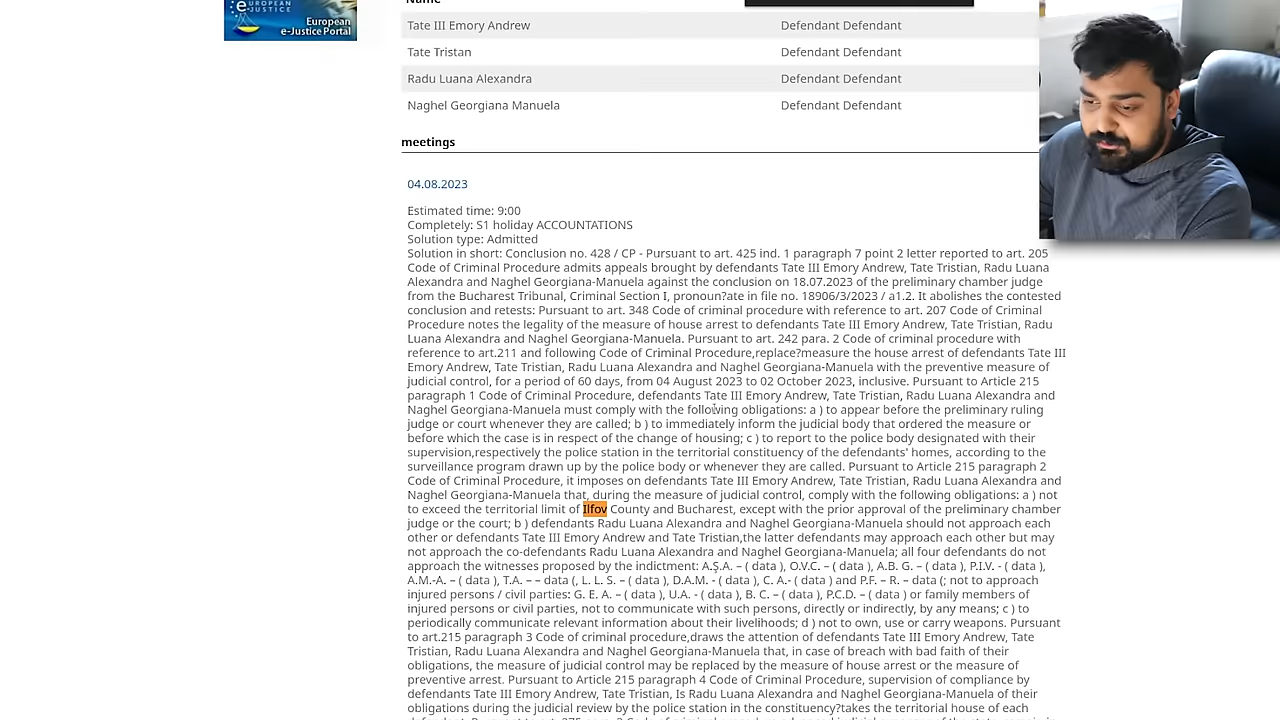 EUROPEAN
e-JUSTICE
European
e-Justice Portal
Name
Tate III Emory Andrew Defendant Defendant
Tate Tristan Defendant Defendant
Radu Luana Alexandra Defendant Defendant
Naghel Georgiana Manuela Defendant Defendant
meetings
04.08.2023
Estimated time: 9:00
Completely: S1 holiday ACCOUNTATIONS
Solution type: Admitted
Solution in short: Conclusion no. 428 / CP - Pursuant to art. 425 ind. 1 paragraph 7 point 2 letter reported to art. 205
Code of Criminal Procedure admits appeals brought by defendants Tate III Emory Andrew, Tate Tristian, Radu Luana
Alexandra and Naghel Georgiana-Manuela against the conclusion on 18.07.2023 of the preliminary chamber judge
from the Bucharest Tribunal, Criminal Section I, pronoun?ate in file no. 18906/3/2023 / a1.2. It abolishes the contested
conclusion and retests: Pursuant to art. 348 Code of criminal procedure with reference to art. 207 Code of Criminal
Procedure notes the legality of the measure of house arrest to defendants Tate III Emory Andrew, Tate Tristian, Radu
Luana Alexandra and Naghel Georgiana-Manuela. Pursuant to art. 242 para. 2 Code of criminal procedure with
reference to art.211 and following Code of Criminal Procedure,replace?measure the house arrest of defendants Tate III
Emory Andrew, Tate Tristian, Radu Luana Alexandra and Naghel Georgiana-Manuela with the preventive measure of
judicial control, for a period of 60 days, from 04 August 2023 to 02 October 2023, inclusive. Pursuant to Article 215
paragraph 1 Code of Criminal Procedure, defendants Tate III Emory Andrew, Tate Tristian, Radu Luana Alexandra and
Naghel Georgiana-Manuela must comply with the following obligations: a ) to appear before the preliminary ruling
judge or court whenever they are called; b ) to immediately inform the judicial body that ordered the measure or
before which the case is in respect of the change of housing; c ) to report to the police body designated with their
supervision,respectively the police station in the territorial constituency of the defendants' homes, according to the
surveillance program drawn up by the police body or whenever they are called. Pursuant to Article 215 paragraph 2
Code of Criminal Procedure, it imposes on defendants Tate III Emory Andrew, Tate Tristian, Radu Luana Alexandra and
Naghel Georgiana-Manuela that, during the measure of judicial control, comply with the following obligations: a ) not
to exceed the territorial limit of Ilfov County and Bucharest, except with the prior approval of the preliminary chamber
judge or the court; b ) defendants Radu Luana Alexandra and Naghel Georgiana-Manuela should not approach each
other or defendants Tate III Emory Andrew and Tate Tristian,the latter defendants may approach each other but may
not approach the co-defendants Radu Luana Alexandra and Naghel Georgiana-Manuela; all four defendants do not
approach the witnesses proposed by the indictment: A.Ş.A. – ( data ), O.V.C. – ( data ), A.B. G. – ( data ), P.I.V. - ( data ),
A.M.-A. – ( data ), T.A. – – data (, L. L. S. – ( data ), D.A.M. - ( data ), C. A.- ( data ) and P.F. – R. – data (; not to approach
injured persons / civil parties: G. E. A. – ( data ), U.A. - ( data ), B. C. – ( data ), P.C.D. – ( data ) or family members of
injured persons or civil parties, not to communicate with such persons, directly or indirectly, by any means; c ) to
periodically communicate relevant information about their livelihoods; d ) not to own, use or carry weapons. Pursuant
to art.215 paragraph 3 Code of criminal procedure,draws the attention of defendants Tate III Emory Andrew, Tate
Tristian, Radu Luana Alexandra and Naghel Georgiana-Manuela that, in case of breach with bad faith of their
obligations, the measure of judicial control may be replaced by the measure of house arrest or the measure of
preventive arrest. Pursuant to Article 215 paragraph 4 Code of Criminal Procedure, supervision of compliance by
defendants Tate III Emory Andrew, Tate Tristian, Is Radu Luana Alexandra and Naghel Georgiana-Manuela of their
obligations during the judicial review by the police station in the constituency?takes the territorial house of each